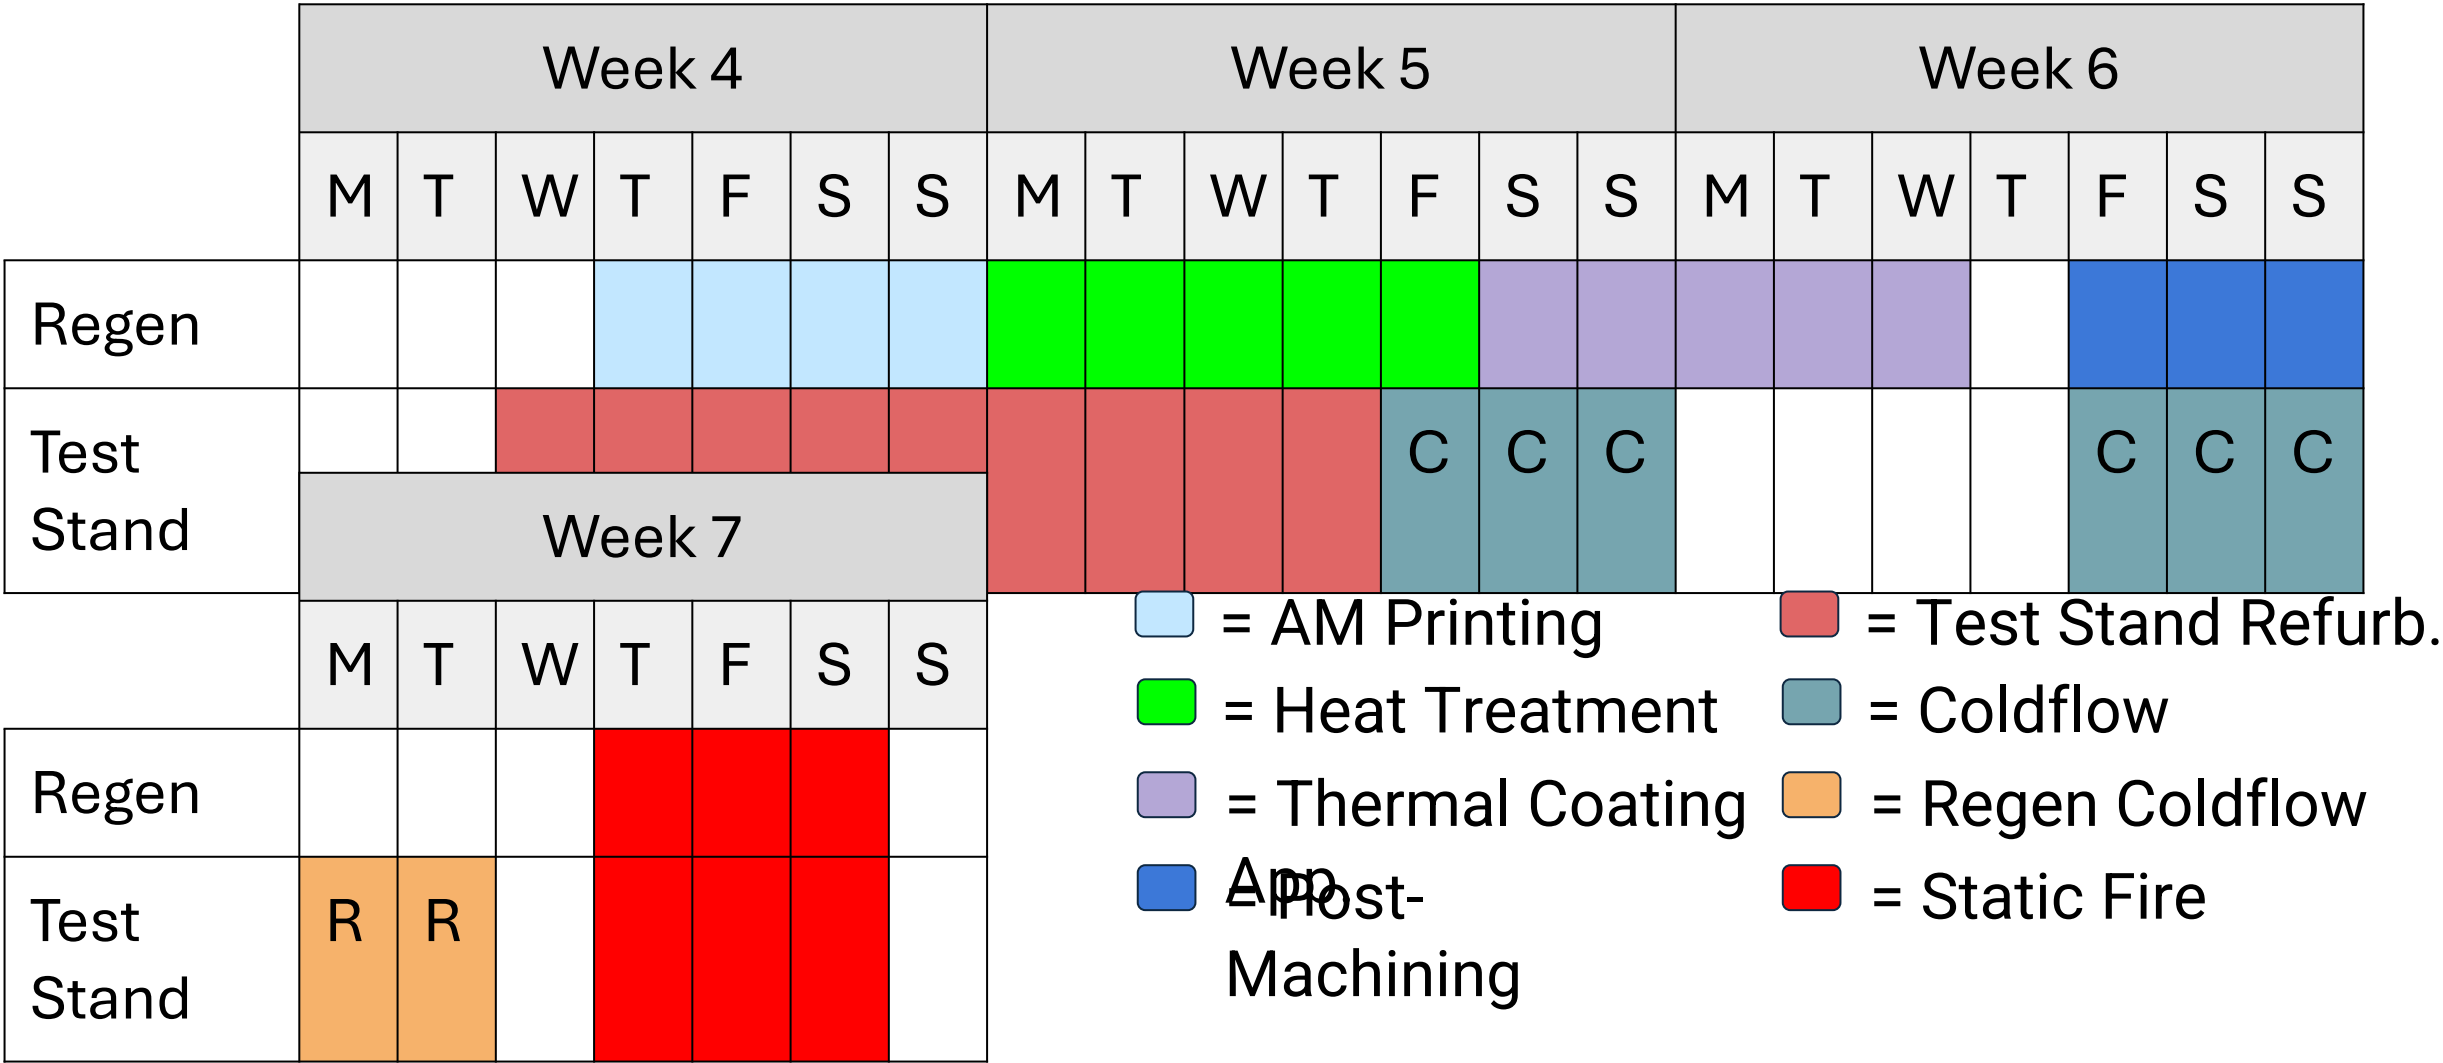 Week 4 Week 5 Week 6
M T W T F S S M T W T F S S M T W T F S S
Regen
Test C C C C C C
Stand
Week 7
M T W T F S S
Regen
Test R R
Stand
= AM Printing
= Heat Treatment
= Thermal Coating
App.
= Post-
Machining
= Test Stand Refurb.
= Coldflow
= Regen Coldflow
= Static Fire